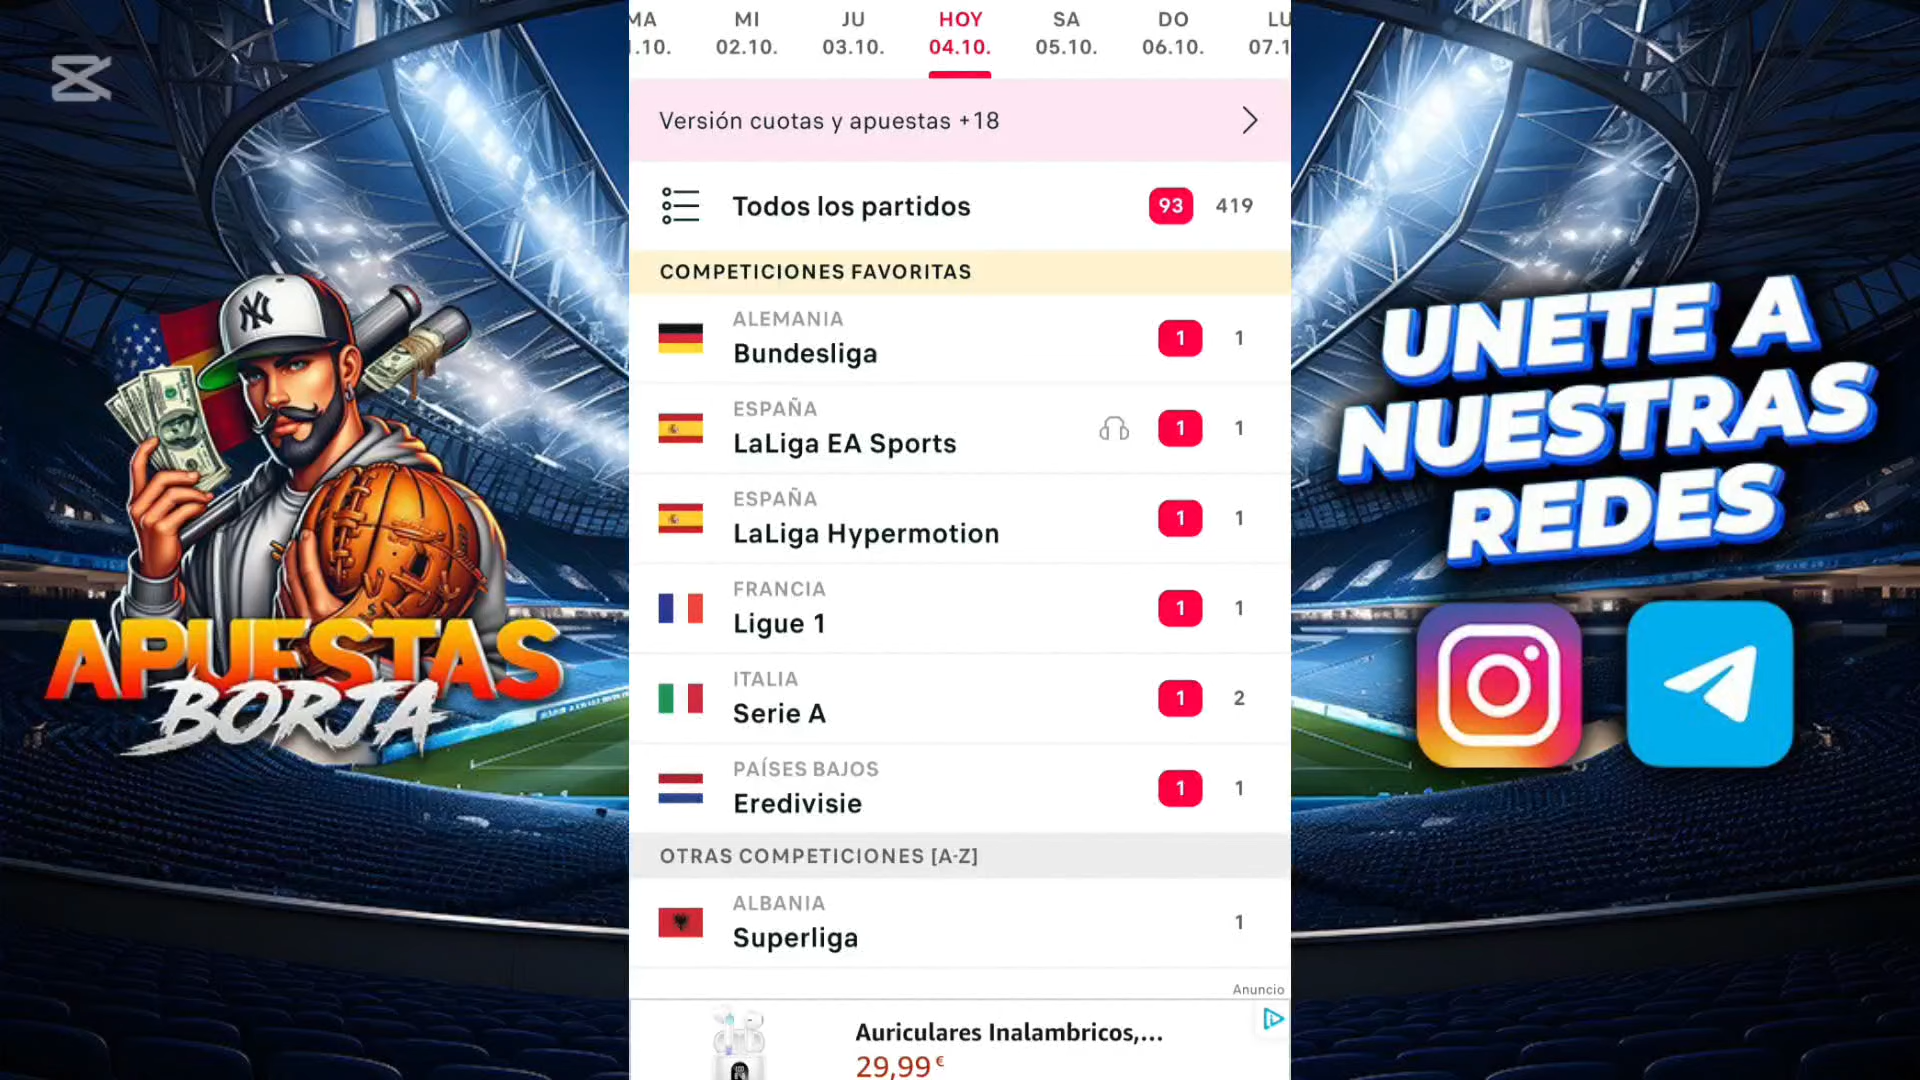 MA
MI
JU
HOY
SA
DO
LU
.10.
02.10.
03.10.
04.10.
05.10.
06.10.
07.1
Versión cuotas y apuestas +18
Todos los partidos
93
419
COMPETICIONES FAVORITAS
ALEMANIA
Bundesliga
1
1
ESPAÑA
LaLiga EA Sports
1
1
ESPAÑA
LaLiga Hypermotion
1
1
FRANCIA
Ligue 1
1
1
ITALIA
Serie A
1
2
PAÍSES BAJOS
Eredivisie
1
1
OTRAS COMPETICIONES [A-Z]
ALBANIA
Superliga
1
Anuncio
Auriculares Inalambricos,...
29,99€
NY
APUESTAS
BORJA
UNETE A
NUESTRAS
REDES